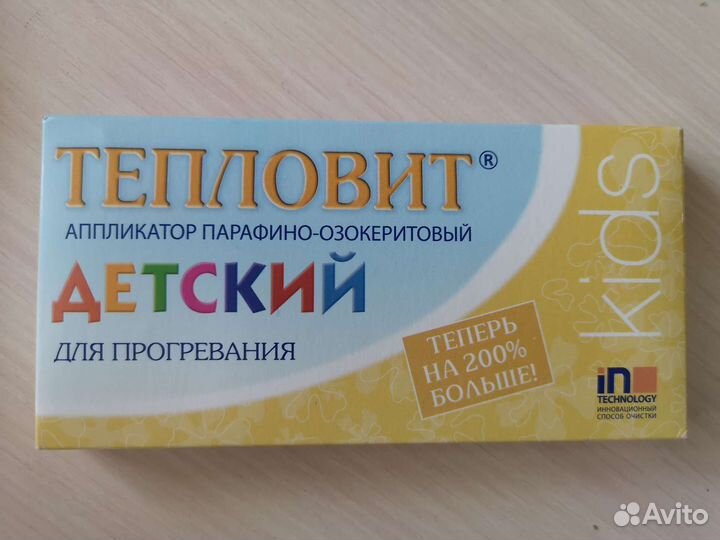 ТЕПЛОВИТ®
АППЛИКАТОР ПАРАФИНО-ОЗОКЕРИТОВЫЙ
ДЕТСКИЙ
ДЛЯ ПРОГРЕВАНИЯ
ТЕПЕРЬ
НА 200%
БОЛЬШЕ!
kids
in
TECHNOLOGY
ИННОВАЦИОННЫЙ
СПОСОБ ОЧИСТКИ
Avito